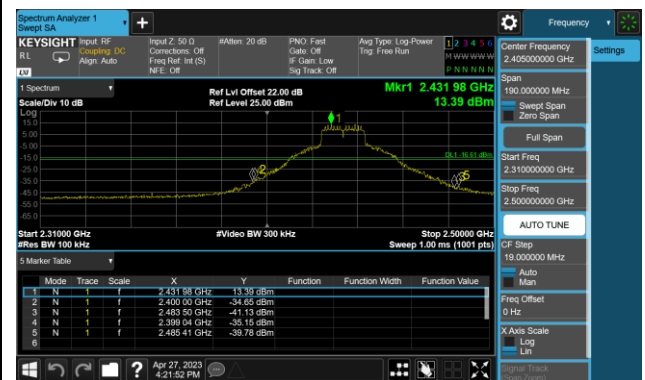 Spectrum Analyzer 1
Swept SA
Frequency
KEYSIGHT
Input: RF
Coupling: DC
Align: Auto
Input Z: 50 Ω
Corrections: Off
Freq Ref: Int (S)
NFE: Off
#Atten: 20 dB
PNO: Fast
Gate: Off
IF Gain: Low
Sig Track: Off
Avg Type: Log-Power
Trig: Free Run
1 2 3 4 5 6
M W W W W W
P N N N N N
RL
LXI
1 Spectrum
Scale/Div 10 dB
Ref Lvl Offset 22.00 dB
Ref Level 25.00 dBm
Mkr1 2.431 98 GHz
13.39 dBm
Log
15.0
5.00
-5.00
-15.0
-25.0
-35.0
-45.0
-55.0
-65.0
1
2
5
DL1 -16.61 dBm
Start 2.31000 GHz
#Res BW 100 kHz
#Video BW 300 kHz
Stop 2.50000 GHz
Sweep 1.00 ms (1001 pts)
5 Marker Table
Mode Trace Scale X Y Function Function Width Function Value
1 N 1 f 2.431 98 GHz 13.39 dBm
2 N 1 f 2.400 00 GHz -34.65 dBm
3 N 1 f 2.483 50 GHz -41.13 dBm
4 N 1 f 2.399 04 GHz -35.15 dBm
5 N 1 f 2.485 41 GHz -39.78 dBm
6
Apr 27, 2023
4:21:52 PM
Center Frequency
2.405000000 GHz
Settings
Span
190.000000 MHz
Swept Span
Zero Span
Full Span
Start Freq
2.310000000 GHz
Stop Freq
2.500000000 GHz
AUTO TUNE
CF Step
19.000000 MHz
Auto
Man
Freq Offset
0 Hz
X Axis Scale
Log
Lin
Signal Track
(Span Zoom)